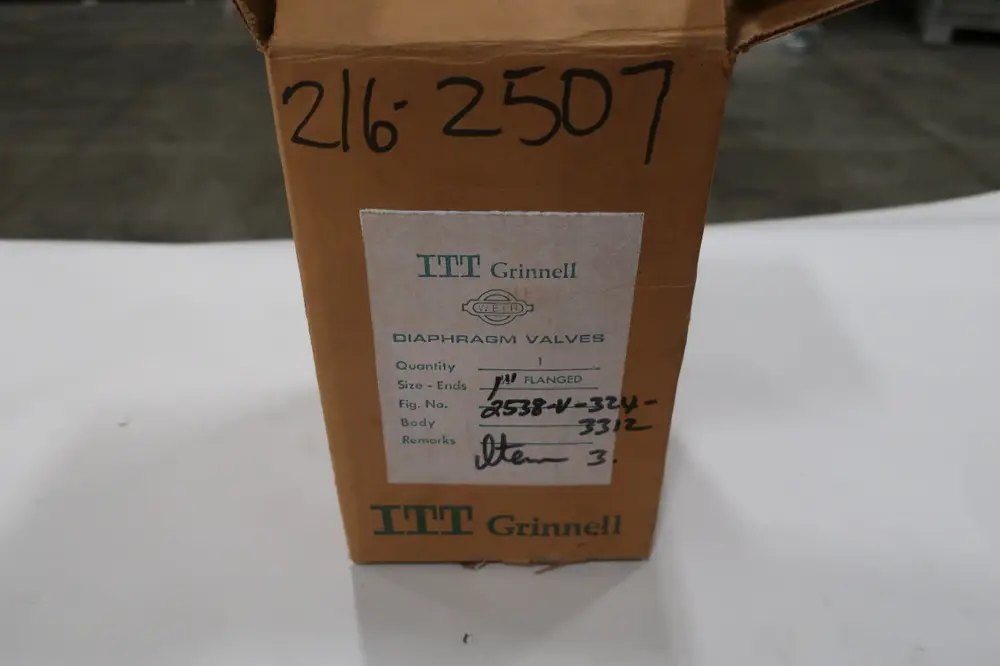 216-2507
ITT Grinnell
WEIR
DIAPHRAGM VALVES
Quantity 1
Size - Ends 1" FLANGED
Fig. No. 2538-V-324-
Body 3312
Remarks Item 3.
ITT Grinnell